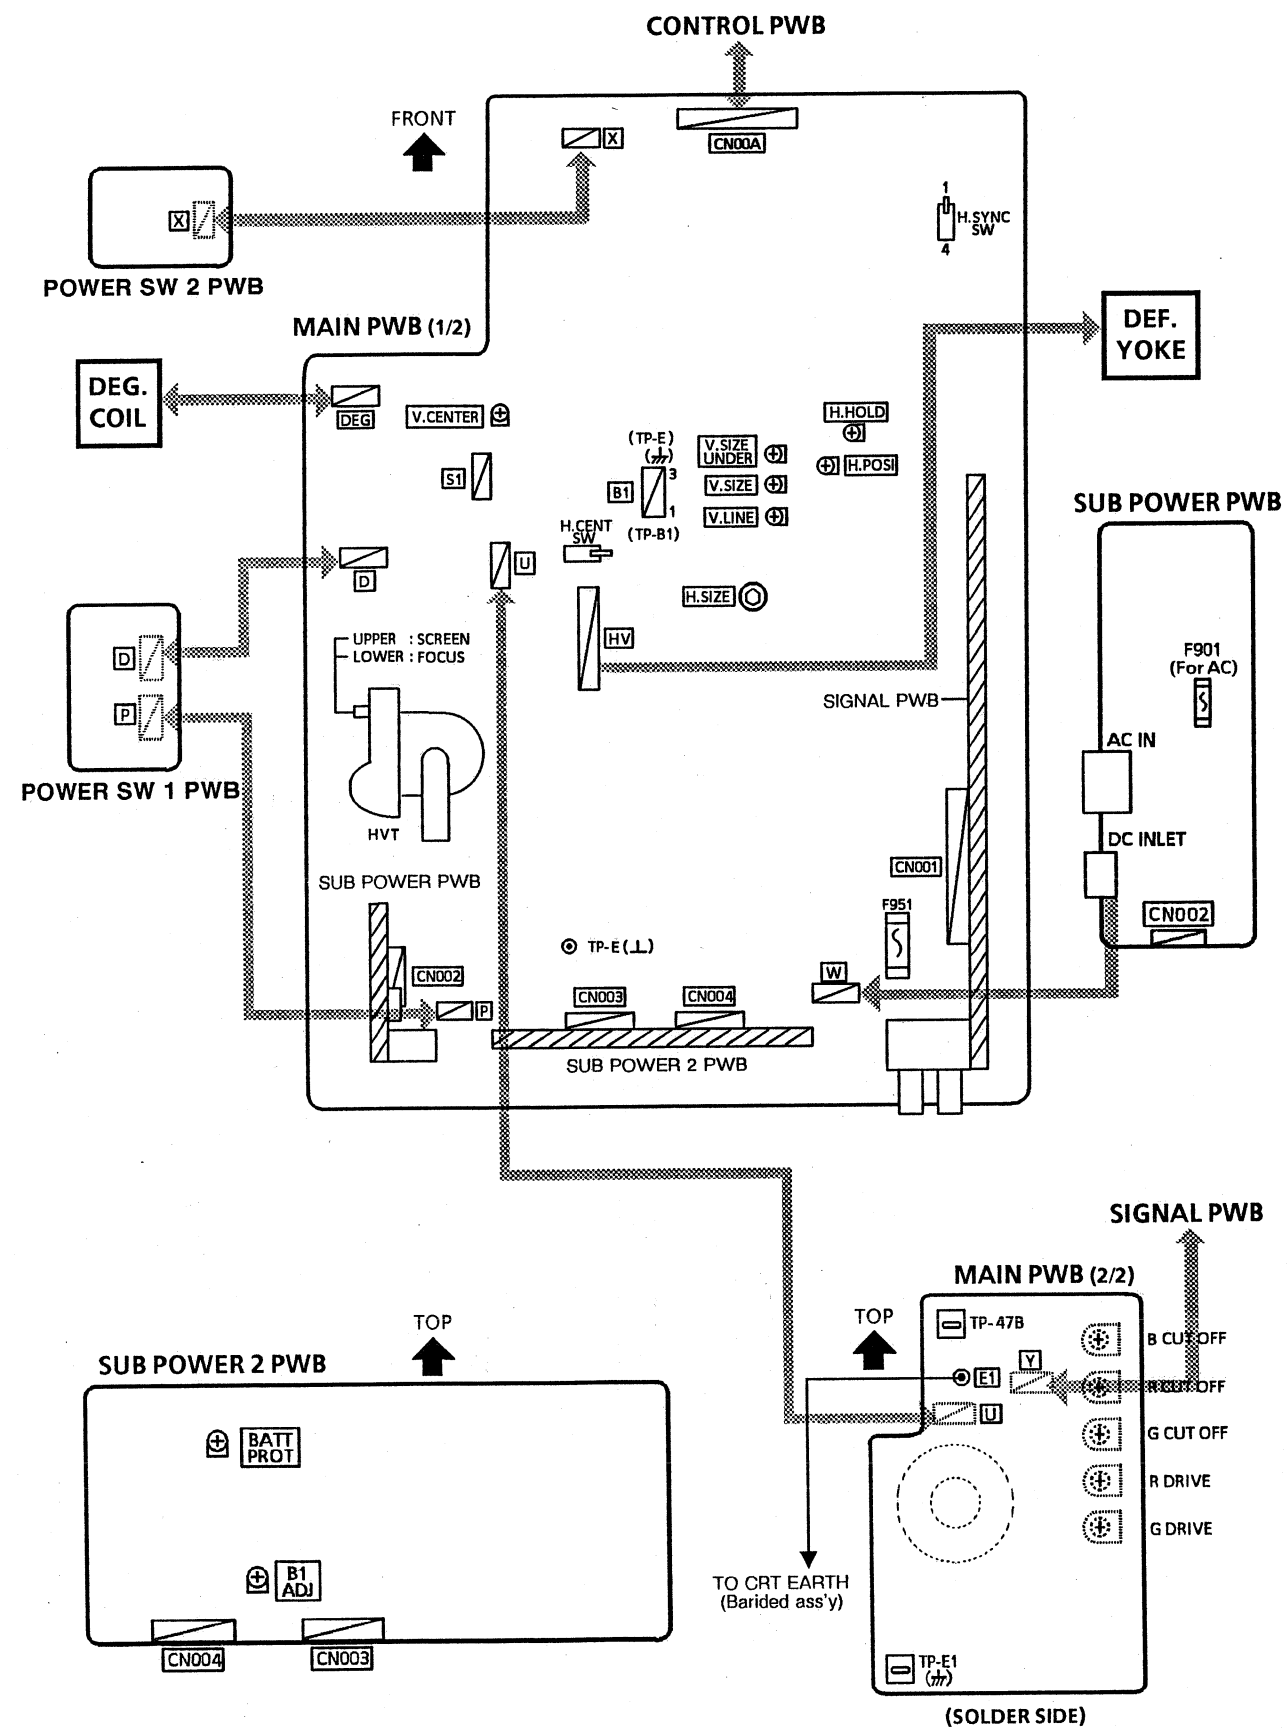 CONTROL PWB
FRONT
X
CN00A
1
H.SYNC
SW
4
X
POWER SW 2 PWB
MAIN PWB (1/2)
DEF.
YOKE
DEG.
COIL
DEG
V.CENTER
H.HOLD
(TP-E)
V.SIZE
UNDER
H.POSI
S1
3
B1
V.SIZE
1
V.LINE
(TP-B1)
H.CENT
SW
SUB POWER PWB
D
U
H.SIZE
HV
UPPER : SCREEN
LOWER : FOCUS
D
P
F901
(For AC)
SIGNAL PWB
AC IN
POWER SW 1 PWB
HVT
DC INLET
CN001
SUB POWER PWB
F951
CN002
TP-E (⊥)
CN002
W
CN003
CN004
P
SUB POWER 2 PWB
SIGNAL PWB
MAIN PWB (2/2)
TOP
TOP
TP-47B
B CUT OFF
SUB POWER 2 PWB
Y
E1
R CUT OFF
U
G CUT OFF
BATT
PROT
R DRIVE
G DRIVE
B1
ADJ
TO CRT EARTH
(Barided ass'y)
CN004
CN003
TP-E1
(SOLDER SIDE)